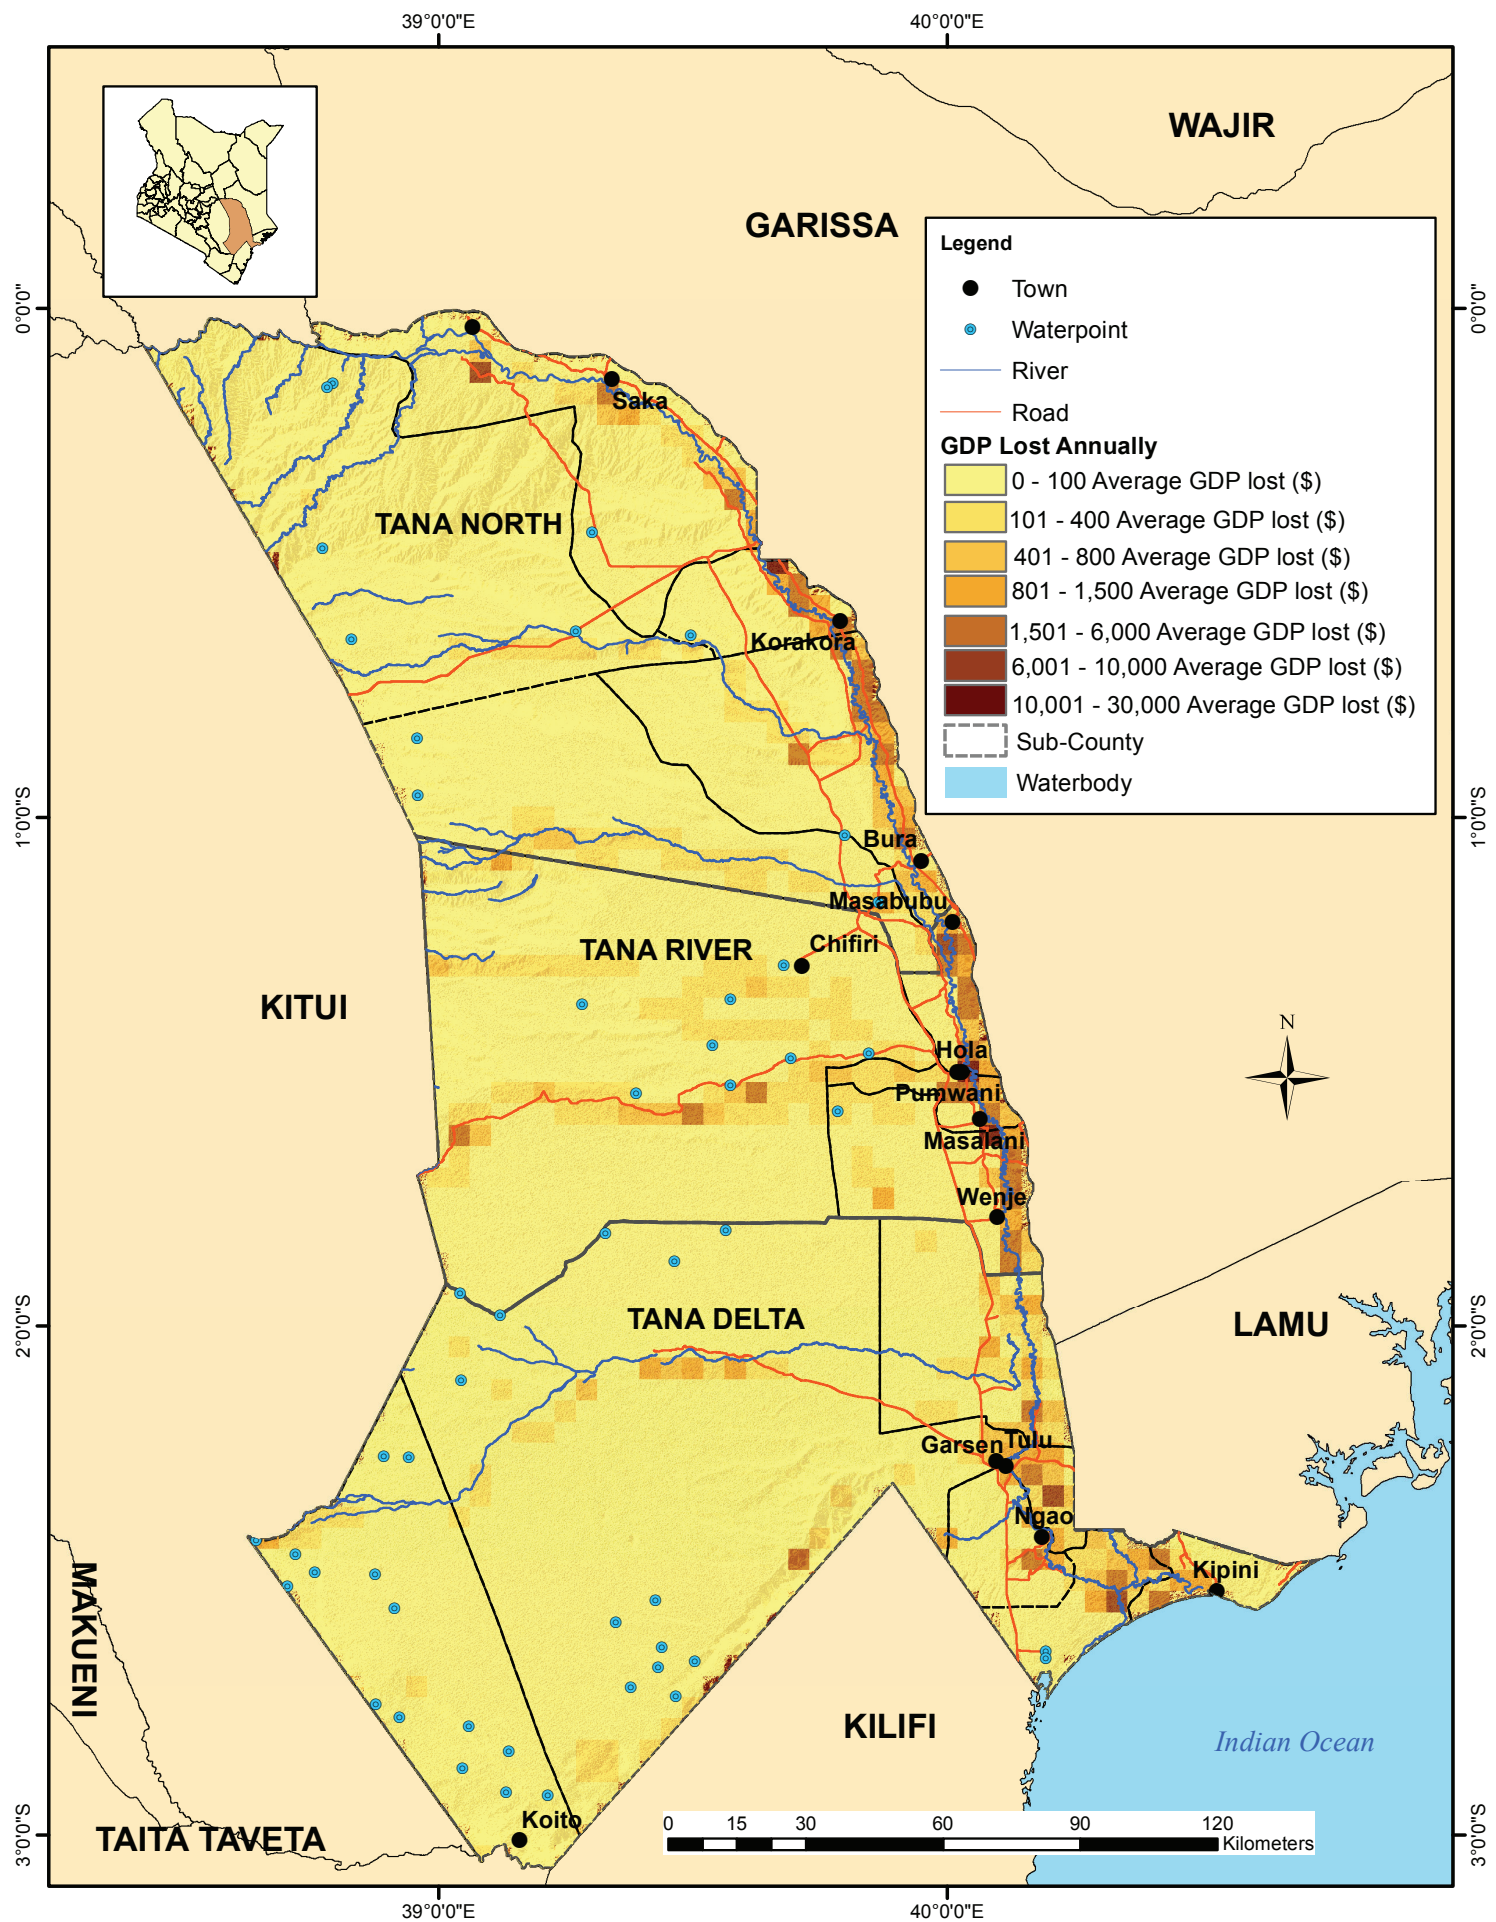 39°0'0"E
40°0'0"E
WAJIR
GARISSA
Legend
Town
Waterpoint
River
Road
GDP Lost Annually
0 - 100 Average GDP lost ($)
101 - 400 Average GDP lost ($)
401 - 800 Average GDP lost ($)
801 - 1,500 Average GDP lost ($)
1,501 - 6,000 Average GDP lost ($)
6,001 - 10,000 Average GDP lost ($)
10,001 - 30,000 Average GDP lost ($)
Sub-County
Waterbody
0°0'0"
0°0'0"
Saka
TANA NORTH
Korakora
1°0'0"S
1°0'0"S
Bura
Masabubu
Chifiri
TANA RIVER
KITUI
N
Hola
Pumwani
Masalani
Wenje
TANA DELTA
LAMU
2°0'0"S
2°0'0"S
Garsen
Tulu
Ngao
Kipini
MAKUENI
KILIFI
Indian Ocean
Koito
TAITA TAVETA
0 15 30 60 90 120
Kilometers
3°0'0"S
3°0'0"S
39°0'0"E
40°0'0"E